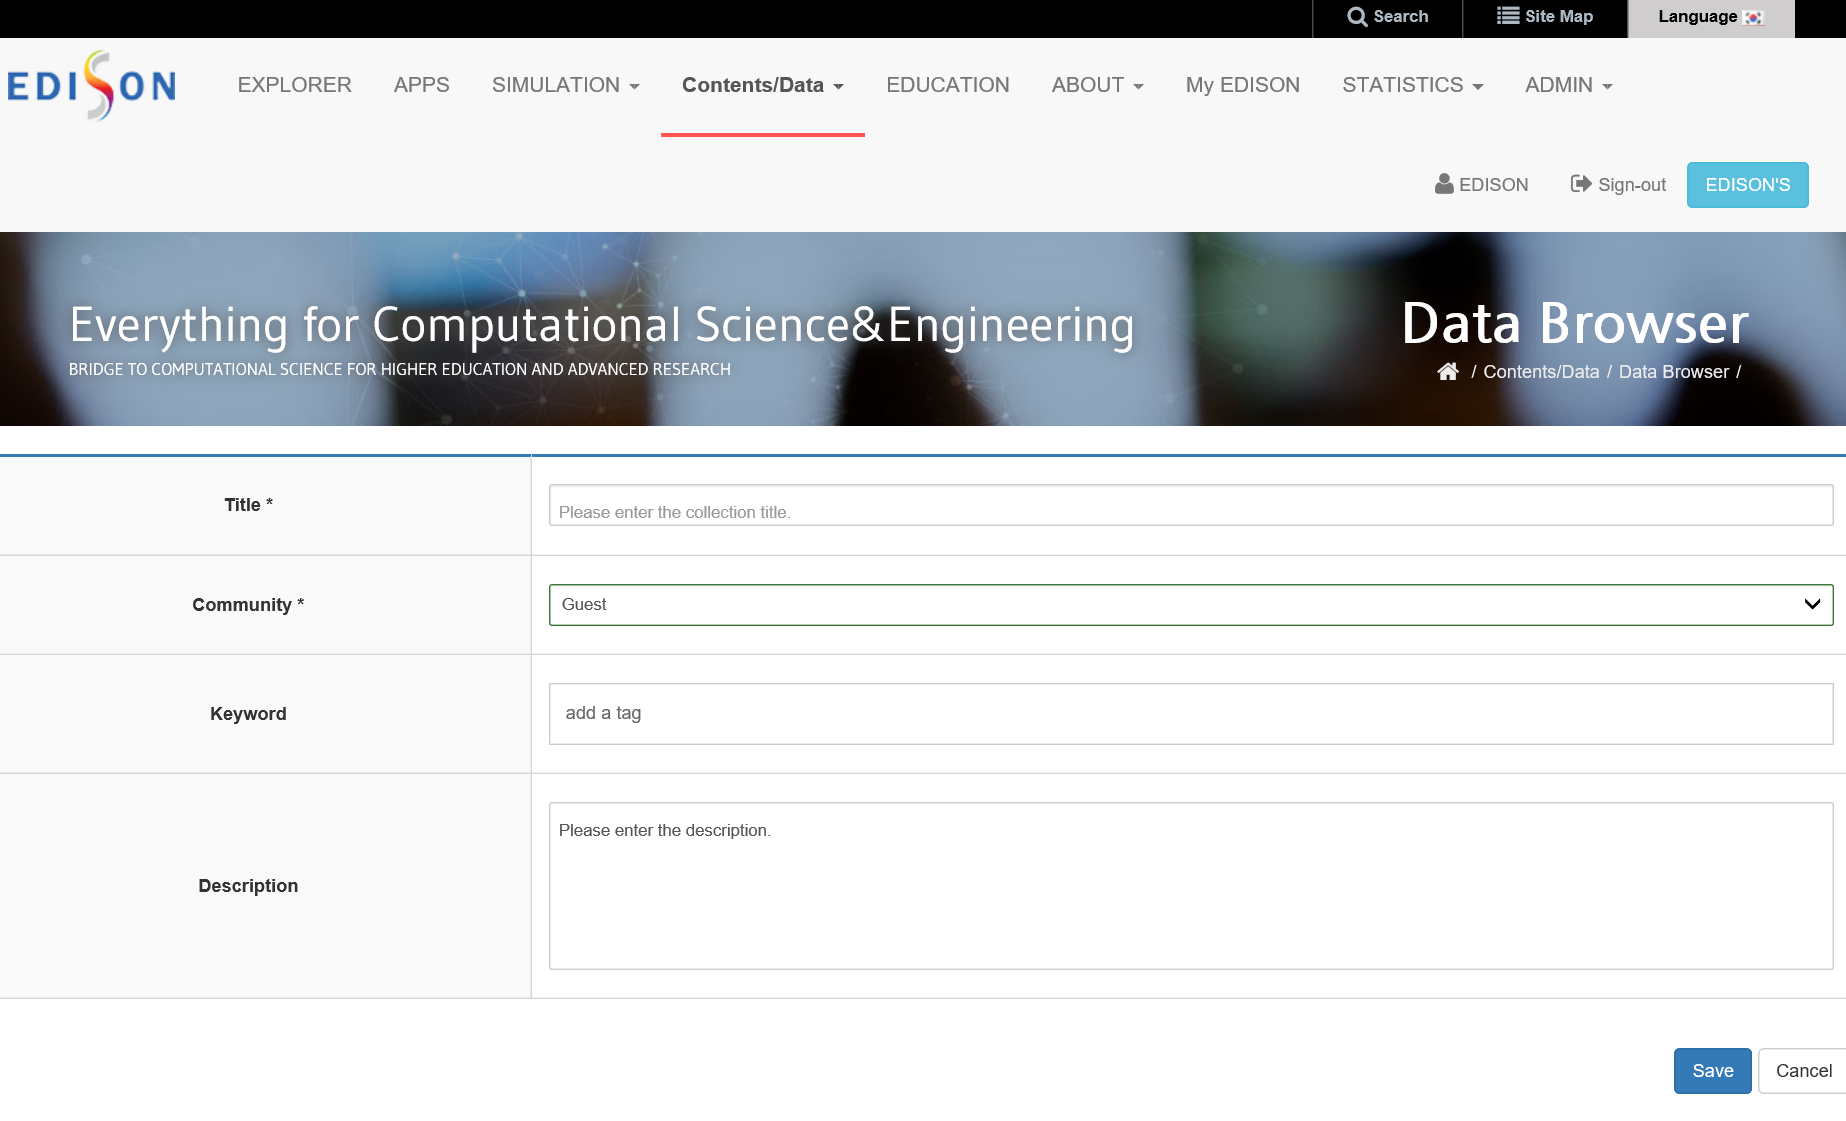 Search Site Map Language
EDISON EXPLORER APPS SIMULATION Contents/Data EDUCATION ABOUT My EDISON STATISTICS ADMIN
EDISON Sign-out EDISON'S
Everything for Computational Science&Engineering
BRIDGE TO COMPUTATIONAL SCIENCE FOR HIGHER EDUCATION AND ADVANCED RESEARCH
Data Browser
/ Contents/Data / Data Browser /
Title * Please enter the collection title.
Community * Guest
Keyword add a tag
Description Please enter the description.
Save Cancel